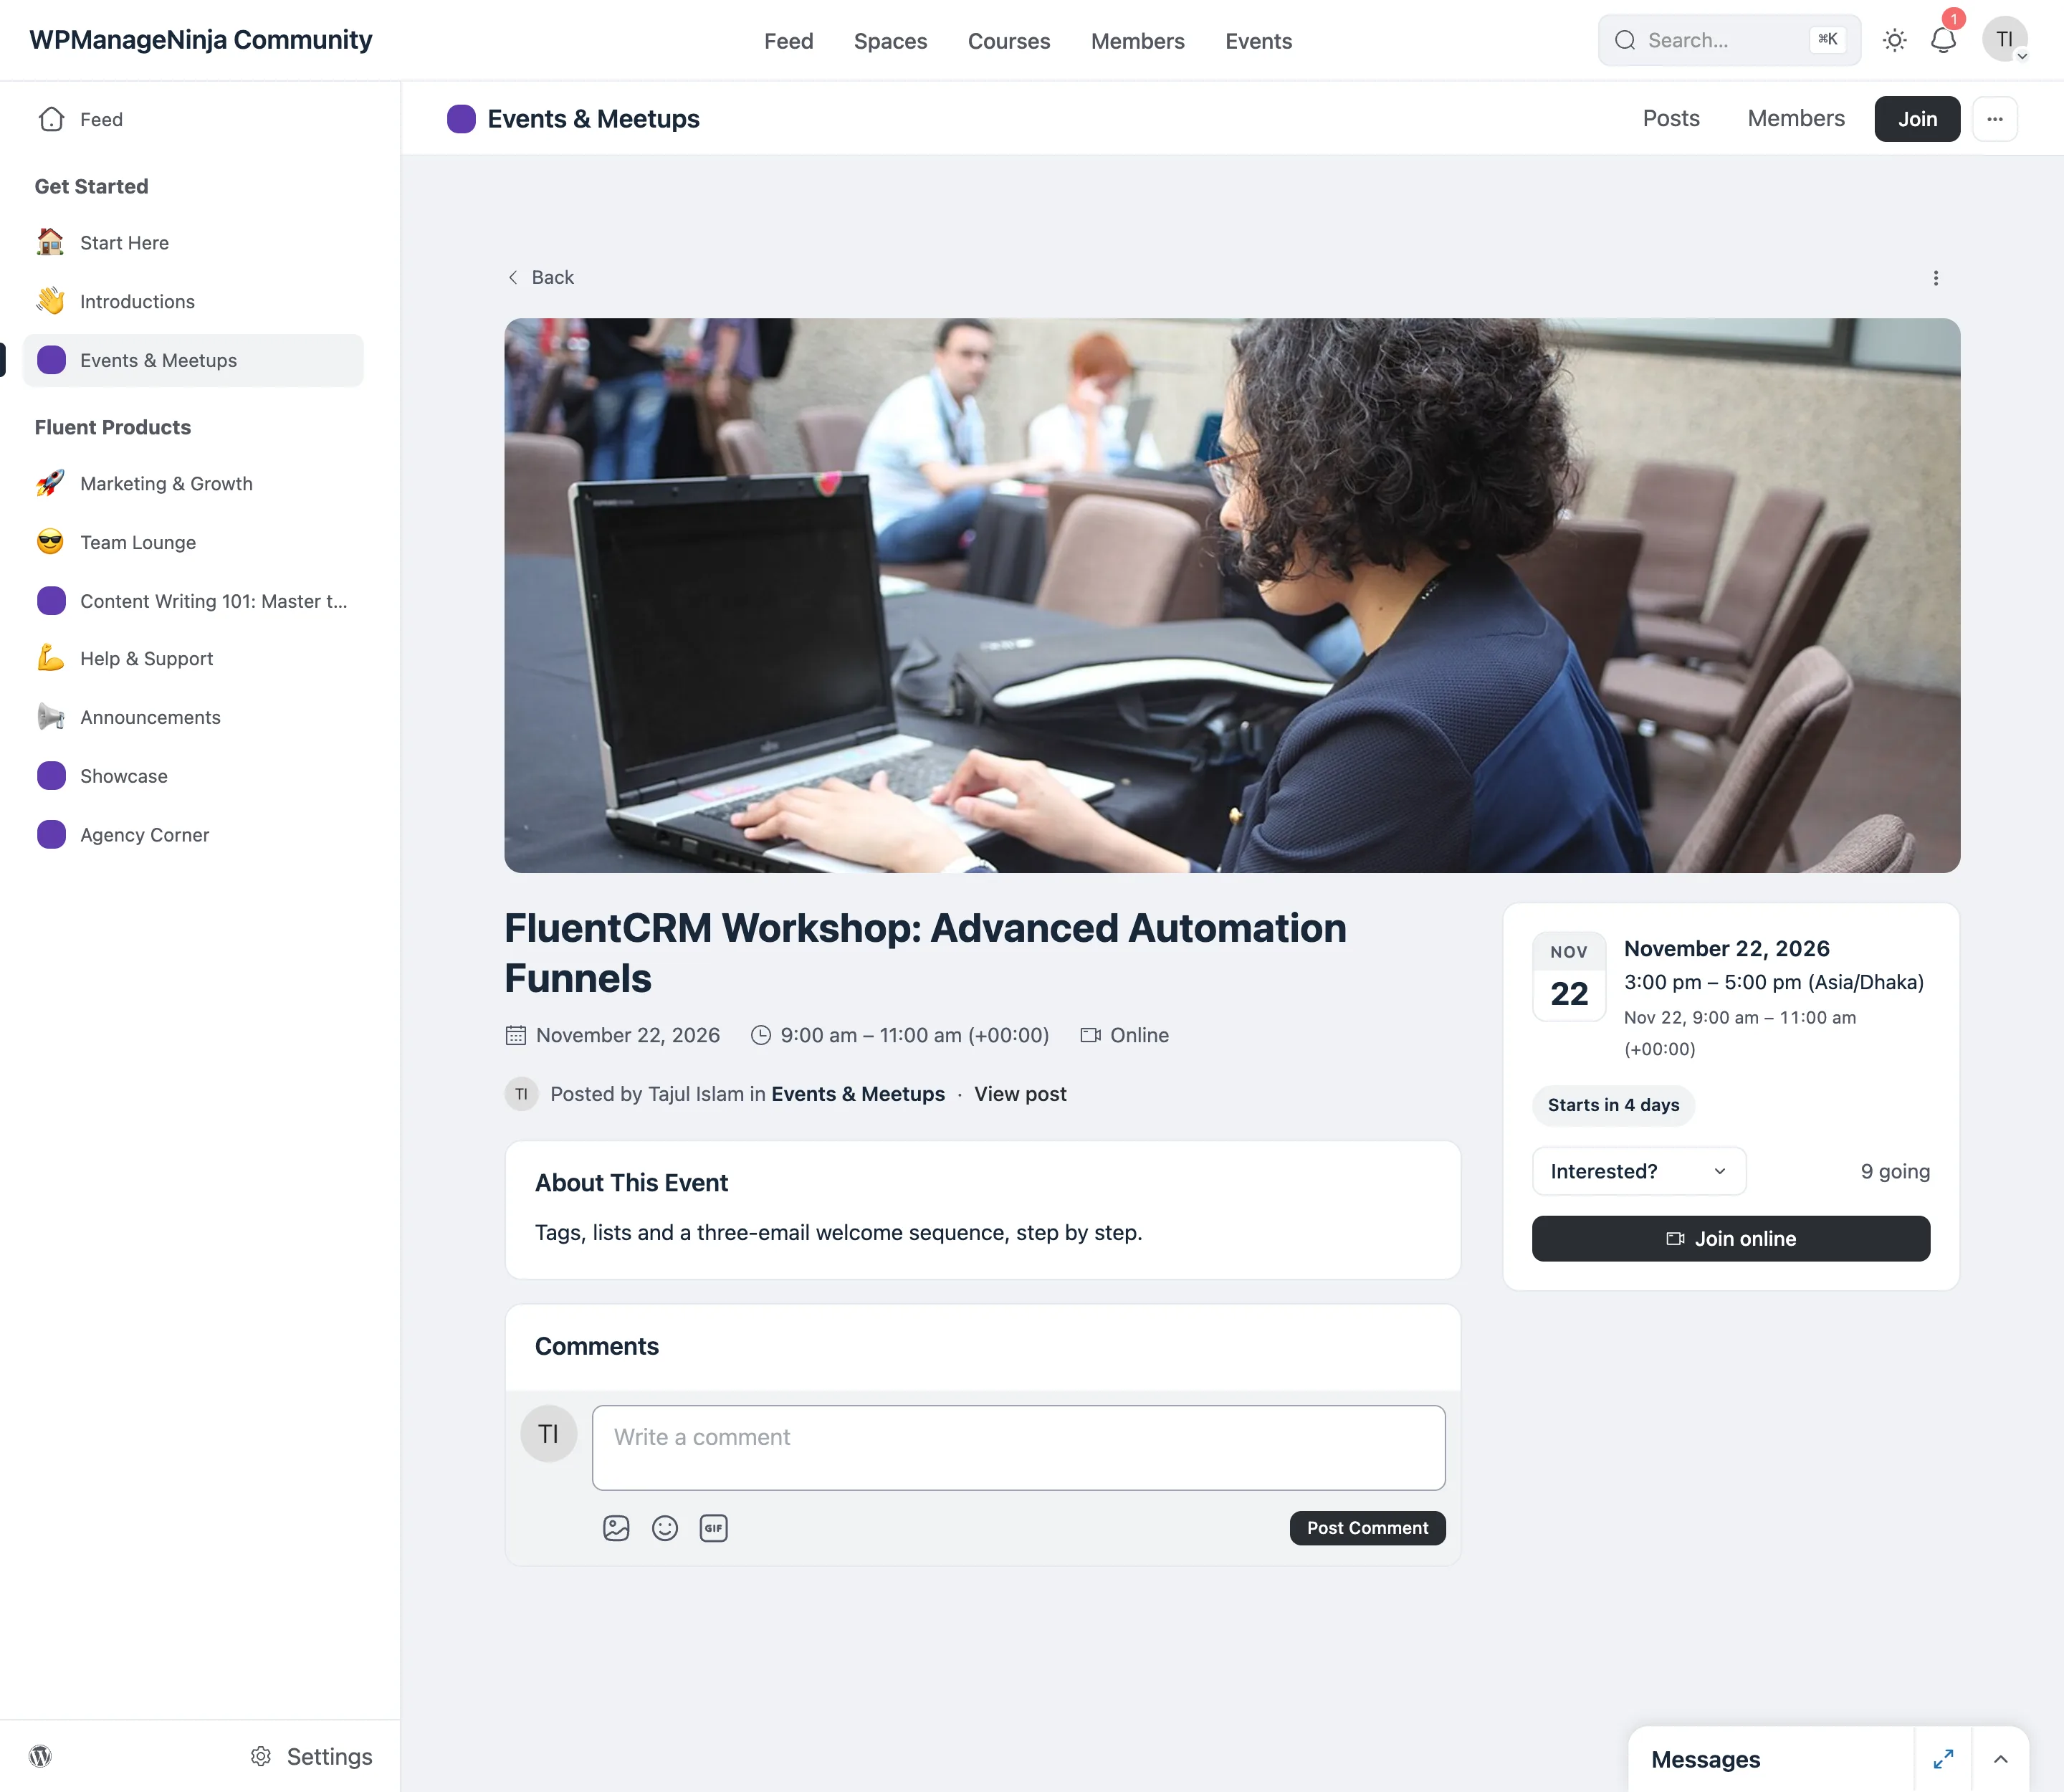 WPManageNinja Community
Feed
Spaces
Courses
Members
Events
Search...
⌘K
1
TI
Feed
Get Started
Start Here
Introductions
Events & Meetups
Fluent Products
Marketing & Growth
Team Lounge
Content Writing 101: Master t...
Help & Support
Announcements
Showcase
Agency Corner
Settings
Events & Meetups
Posts
Members
Join
Back
FluentCRM Workshop: Advanced Automation
Funnels
November 22, 2026
9:00 am – 11:00 am (+00:00)
Online
TI
Posted by Tajul Islam in Events & Meetups · View post
About This Event
Tags, lists and a three-email welcome sequence, step by step.
Comments
TI
Write a comment
GIF
Post Comment
NOV
22
November 22, 2026
3:00 pm – 5:00 pm (Asia/Dhaka)
Nov 22, 9:00 am – 11:00 am
(+00:00)
Starts in 4 days
Interested?
9 going
Join online
Messages